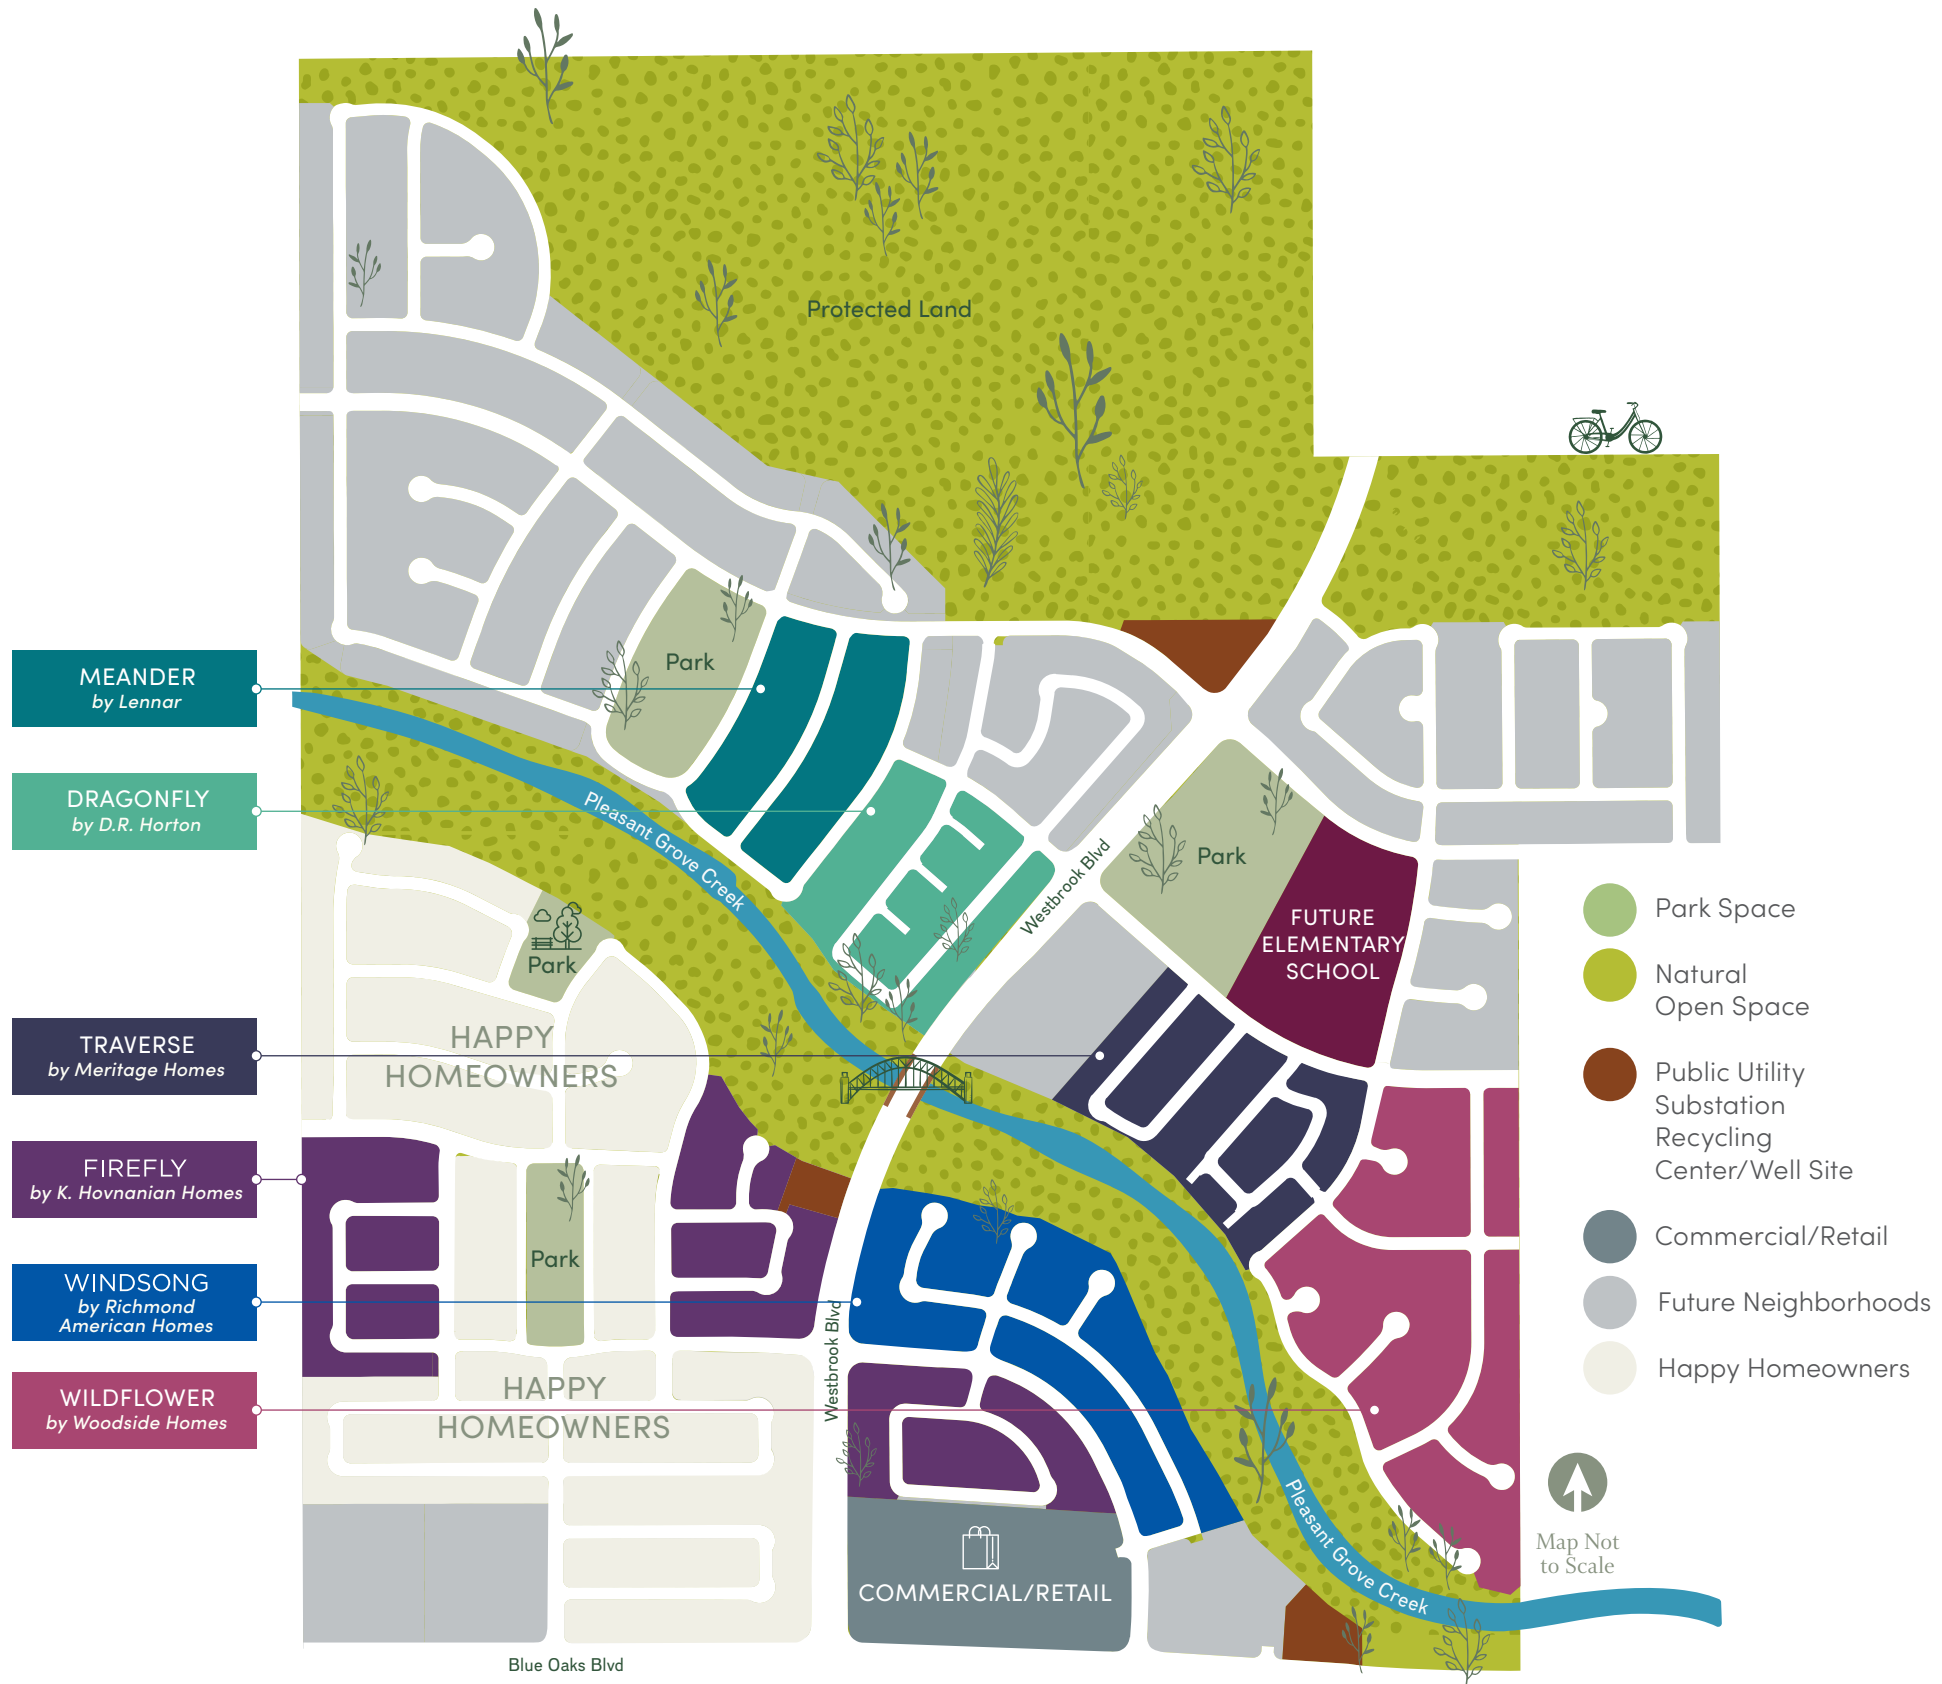 Protected Land
MEANDER
by Lennar
Park
DRAGONFLY
by D.R. Horton
Pleasant Grove Creek
Westbrook Blvd
Park
FUTURE
ELEMENTARY
SCHOOL
Park
HAPPY
HOMEOWNERS
TRAVERSE
by Meritage Homes
FIREFLY
by K. Hovnanian Homes
Park
WINDSONG
by Richmond
American Homes
Westbrook Blvd
WILDFLOWER
by Woodside Homes
HAPPY
HOMEOWNERS
Pleasant Grove Creek
COMMERCIAL/RETAIL
Blue Oaks Blvd
Park Space
Natural
Open Space
Public Utility
Substation
Recycling
Center/Well Site
Commercial/Retail
Future Neighborhoods
Happy Homeowners
Map Not
to Scale